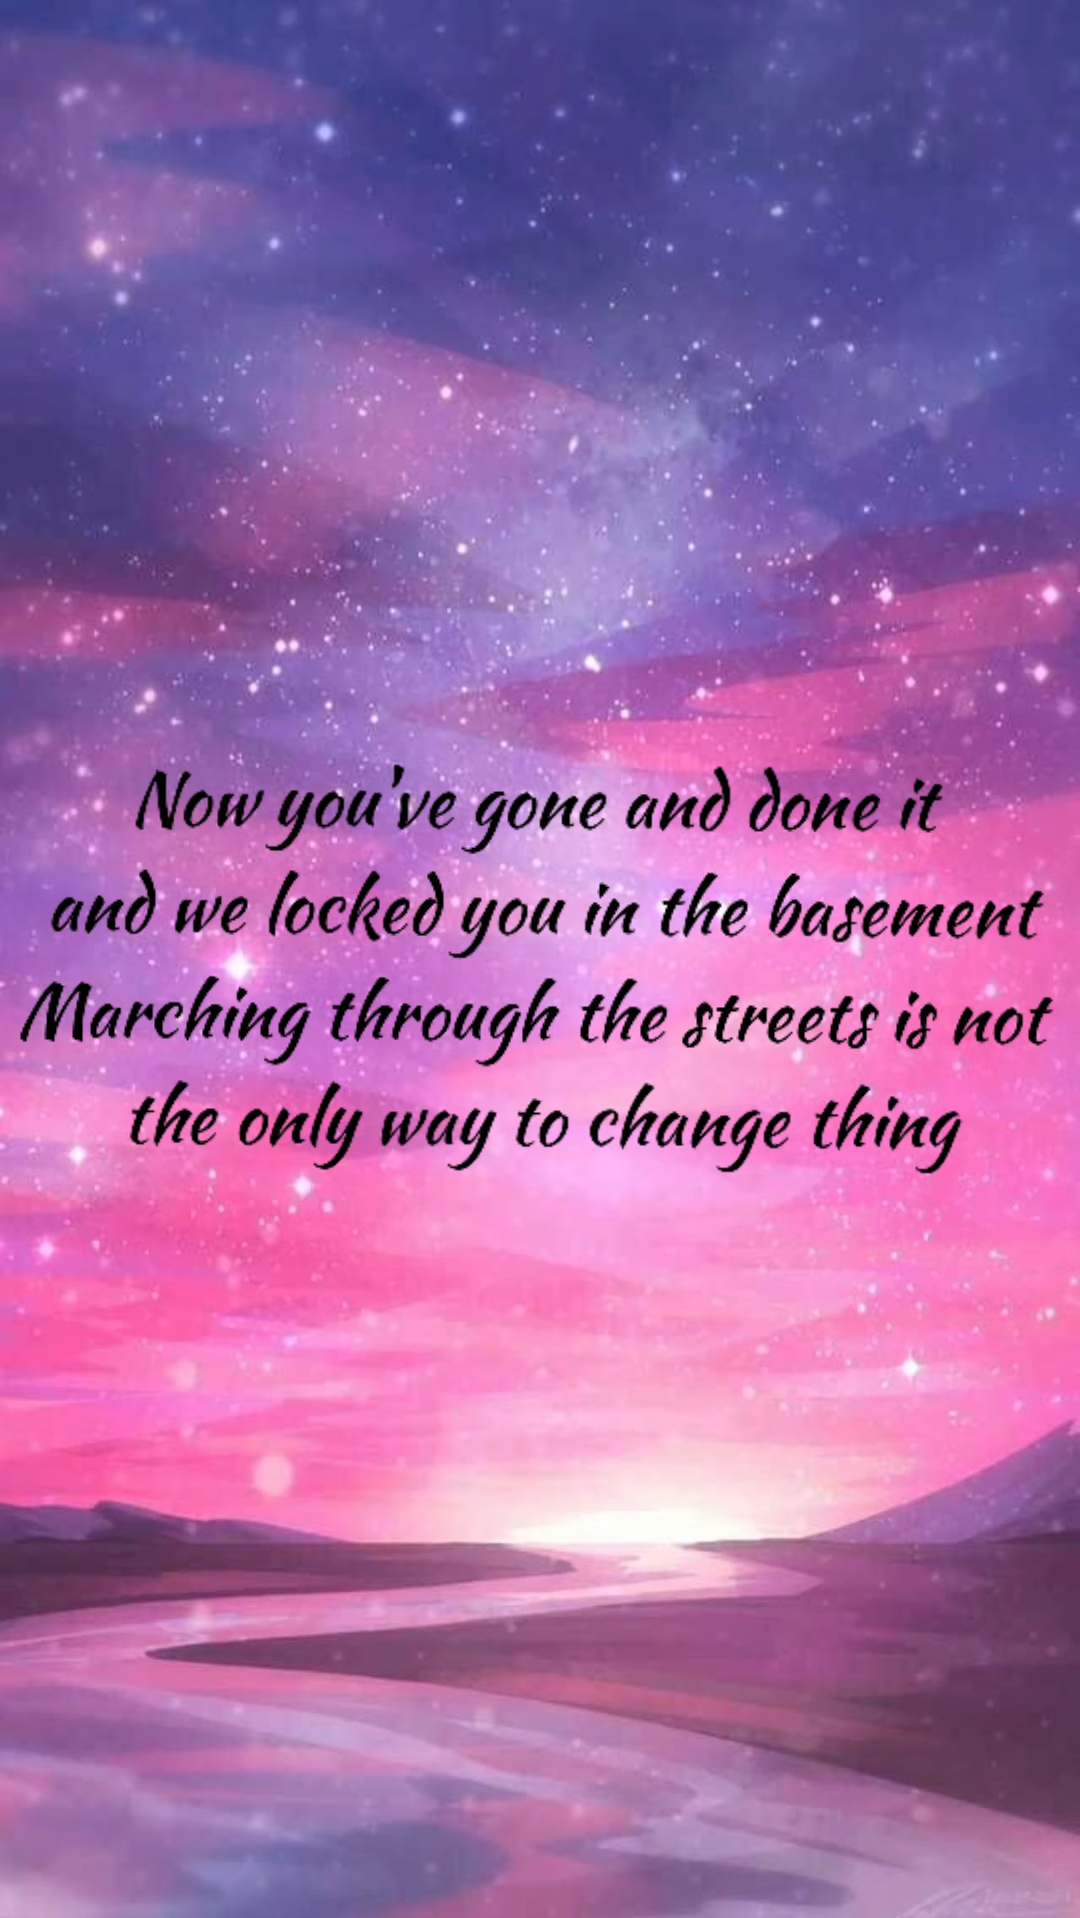 Now you've gone and done it
and we locked you in the basement
Marching through the streets is not
the only way to change thing